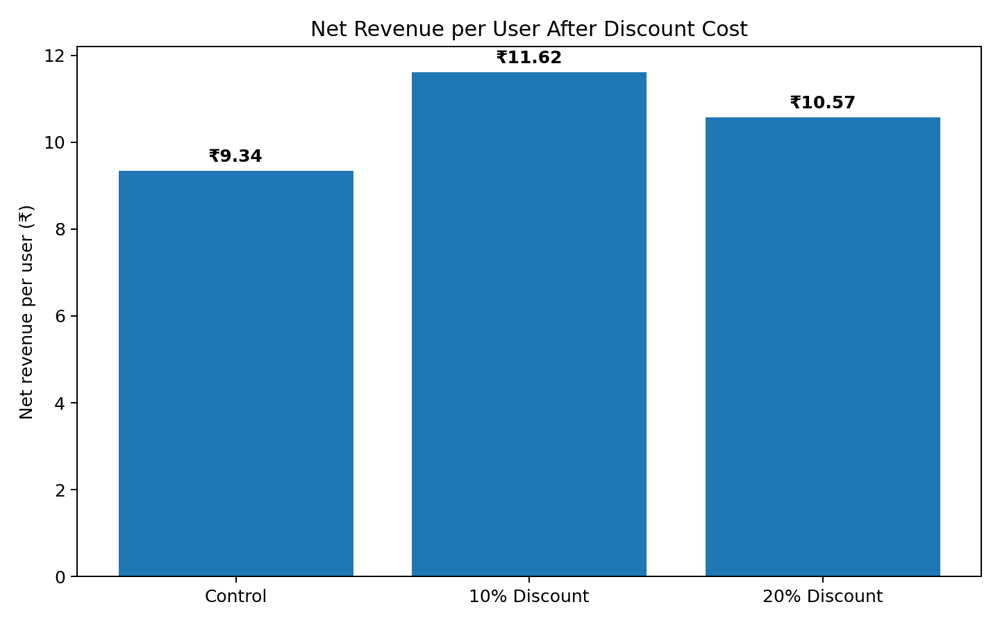 Net Revenue per User After Discount Cost
Net revenue per user (₹)
12
10
8
6
4
2
0
₹9.34
₹11.62
₹10.57
Control
10% Discount
20% Discount